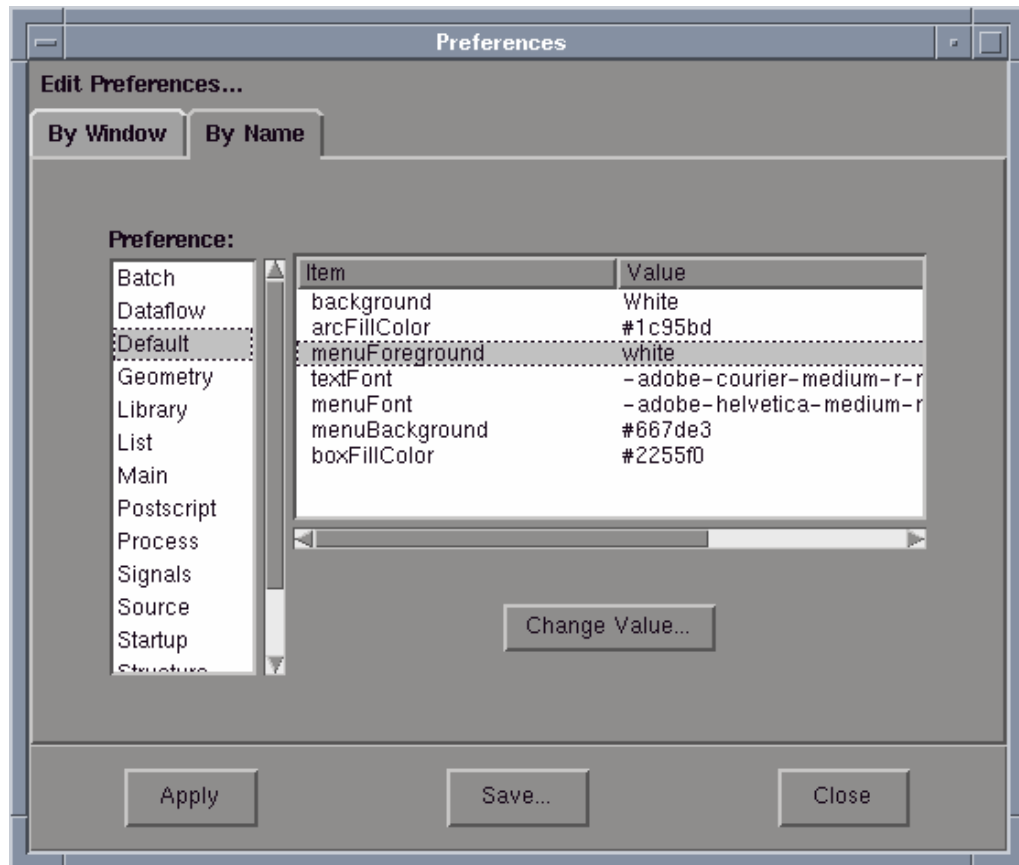 Preferences
Edit Preferences...
By Window
By Name
Preference:
Batch
Dataflow
Default
Geometry
Library
List
Main
Postscript
Process
Signals
Source
Startup
Structure
Item Value
background White
arcFillColor #1c95bd
menuForeground white
textFont -adobe-courier-medium-r-r
menuFont -adobe-helvetica-medium-r
menuBackground #667de3
boxFillColor #2255f0
Change Value...
Apply
Save...
Close